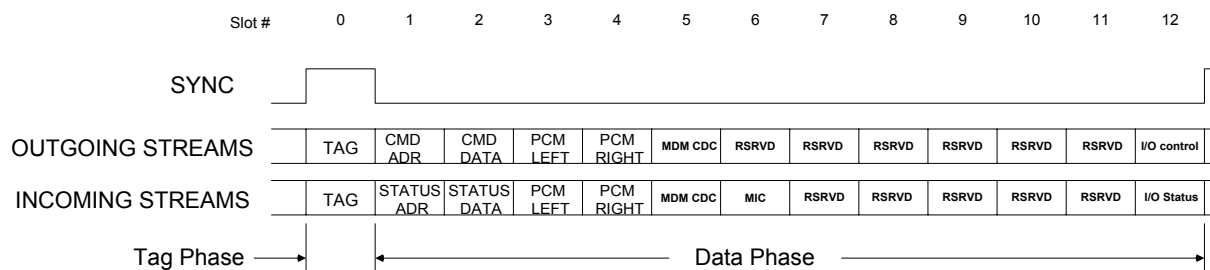 Slot # 0 1 2 3 4 5 6 7 8 9 10 11 12
SYNC
OUTGOING STREAMS TAG CMD ADR CMD DATA PCM LEFT PCM RIGHT MDM CDC RSRVD RSRVD RSRVD RSRVD RSRVD RSRVD I/O control
INCOMING STREAMS TAG STATUS ADR STATUS DATA PCM LEFT PCM RIGHT MDM CDC MIC RSRVD RSRVD RSRVD RSRVD RSRVD I/O Status
Tag Phase Data Phase